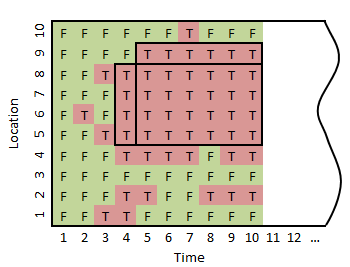 Location
10 F F F F F F T F F F
9 F F F F T T T T T T
8 F F T T T T T T T T
7 F F F T T T T T T T
6 F T F T T T T T T T
5 F F T T T T T T T T
4 F F F T T T T F T T
3 F F F F F F F F F F
2 F F F T T F F T T T
1 F F T T F F F F F F
1 2 3 4 5 6 7 8 9 10 11 12 ...
Time